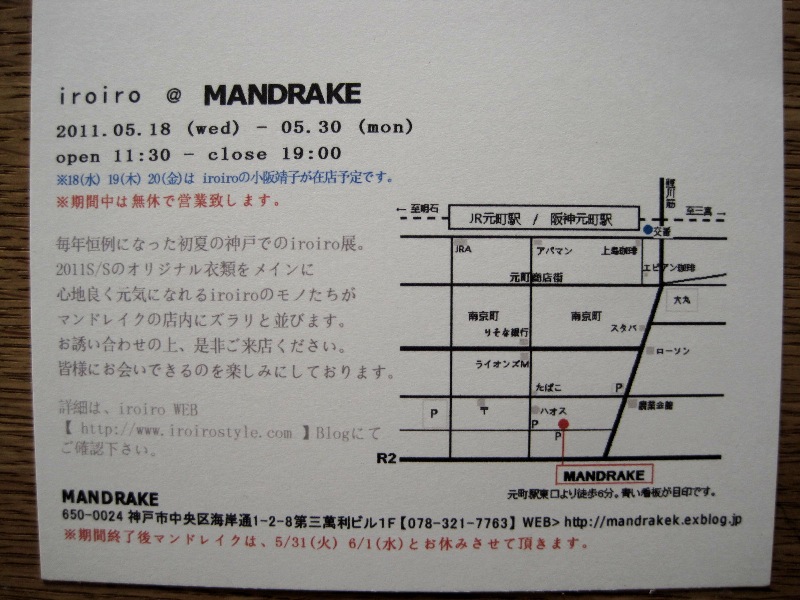 iroiro @ MANDRAKE
2011.05.18 (wed) - 05.30 (mon)
open 11:30 - close 19:00
※18(水) 19(木) 20(金)は iroiroの小阪靖子が在店予定です。
※期間中は無休で営業致します。
毎年恒例になった初夏の神戸でのiroiro展。
2011S/Sのオリジナル衣類をメインに
心地良く元気になれるiroiroのモノたちが
マンドレイクの店内にズラリと並びます。
お誘い合わせの上、是非ご来店ください。
皆様にお会いできるのを楽しみにしております。
詳細は、iroiro WEB
【 http://www.iroirostyle.com 】Blogにて
ご確認下さい。
鯉川筋
← 至明石
JR元町駅 / 阪神元町駅
至三宮 →
交番
JRA
アパマン
上島珈琲
エビアン珈琲
元町商店街
大丸
南京町
南京町
りそな銀行
スタバ
ローソン
ライオンズM
たばこ
P
農業会館
P
〒
ハオス
P
P
R2
MANDRAKE
元町駅東口より徒歩6分。青い看板が目印です。
MANDRAKE
650-0024 神戸市中央区海岸通1-2-8第三萬利ビル1F【078-321-7763】WEB> http://mandrakek.exblog.jp
※期間終了後マンドレイクは、5/31(火) 6/1(水)とお休みさせて頂きます。